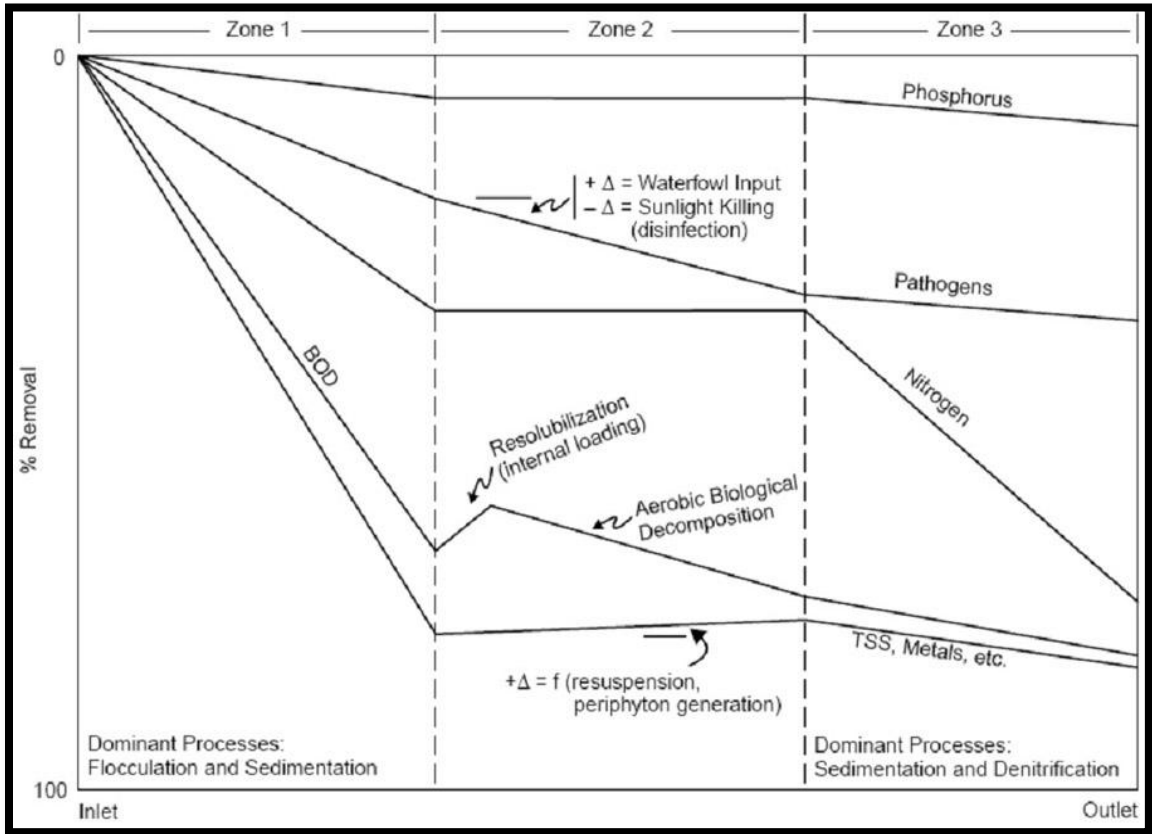 Zone 1
Zone 2
Zone 3
0
Phosphorus
+ Δ = Waterfowl Input
– Δ = Sunlight Killing
(disinfection)
Pathogens
BOD
Nitrogen
% Removal
Resolubilization
(internal loading)
Aerobic Biological
Decomposition
TSS, Metals, etc.
+Δ = f (resuspension,
periphyton generation)
Dominant Processes:
Flocculation and Sedimentation
Dominant Processes:
Sedimentation and Denitrification
100
Inlet
Outlet